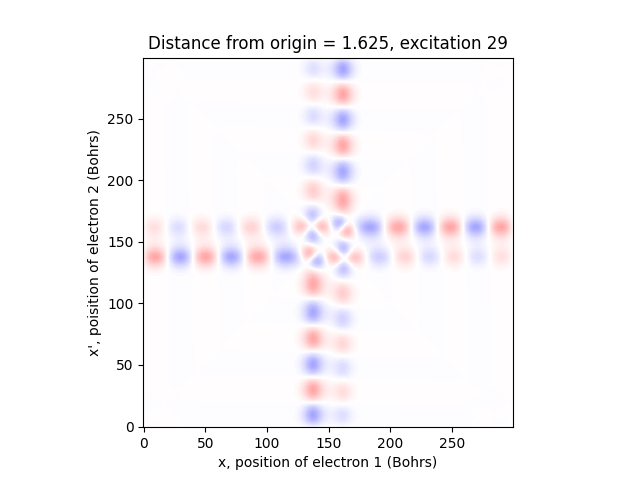 Distance from origin = 1.625, excitation 29
x', poisition of electron 2 (Bohrs)
250
200
150
100
50
0
0 50 100 150 200 250
x, position of electron 1 (Bohrs)